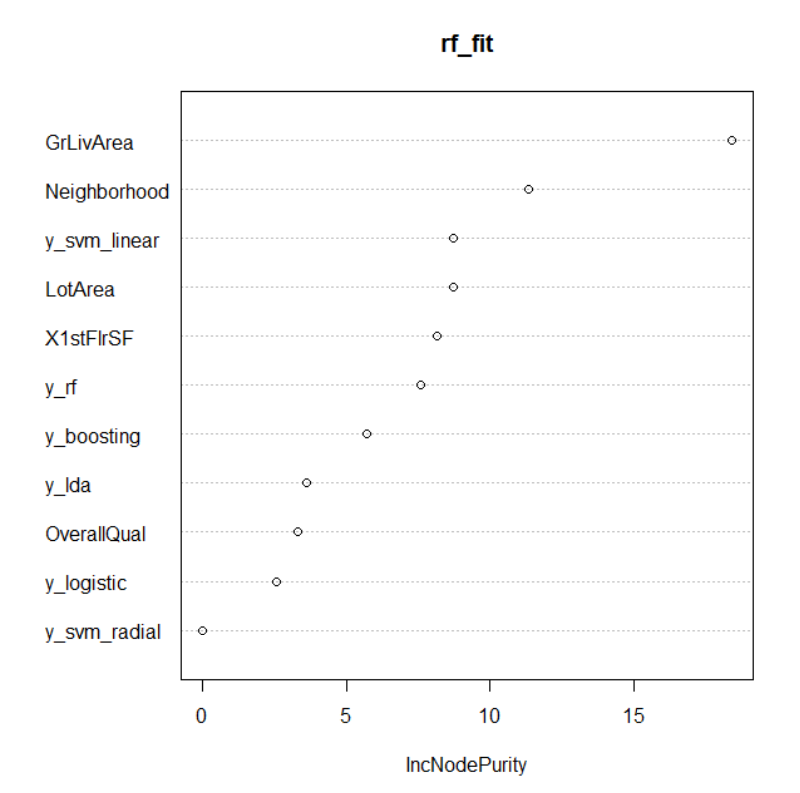 rf_fit
GrLivArea
Neighborhood
y_svm_linear
LotArea
X1stFlrSF
y_rf
y_boosting
y_lda
OverallQual
y_logistic
y_svm_radial
0 5 10 15
IncNodePurity